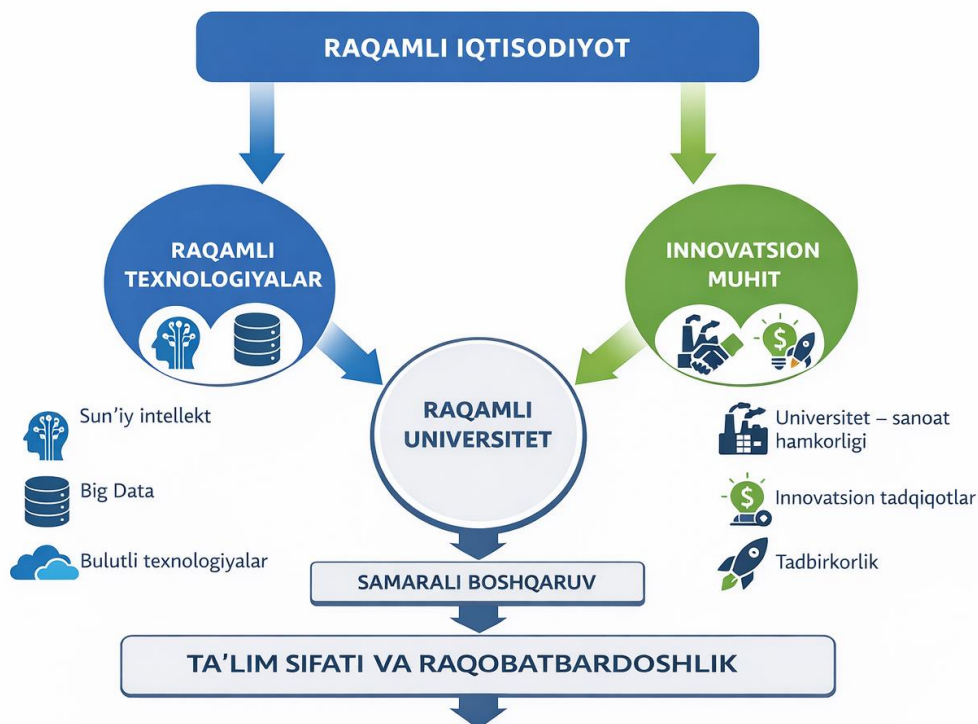 RAQAMLI IQTISODIYOT
RAQAMLI
TEXNOLOGIYALAR
INNOVATSION
MUHIT
RAQAMLI
UNIVERSITET
Sun’iy intellekt
Big Data
Bulutli texnologiyalar
Universitet – sanoat
hamkorligi
Innovatsion tadqiqotlar
Tadbirkorlik
SAMARALI BOSHQARUV
TA’LIM SIFATI VA RAQOBATBARDOSHLIK